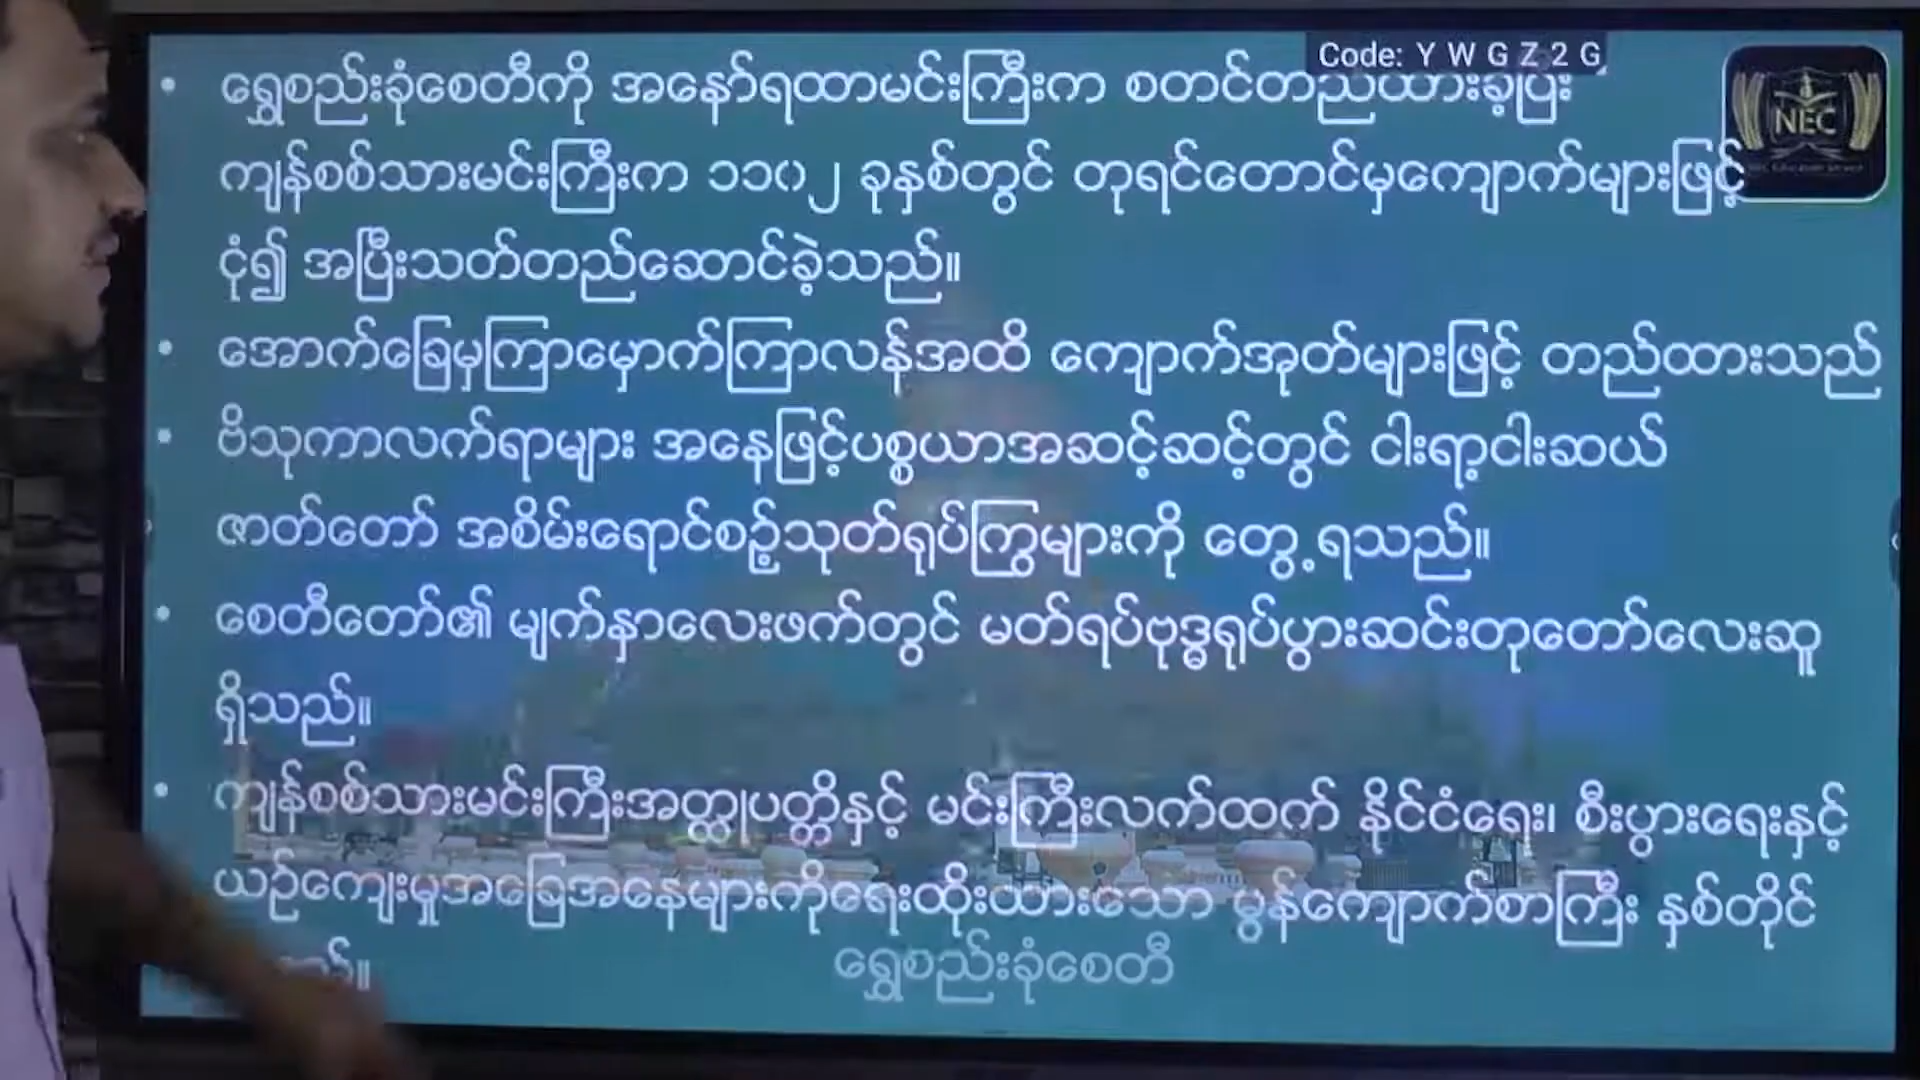 Code: Y W G Z 2 G
• ရွှေစည်းခုံစေတီကို အနော်ရထာမင်းကြီးက စတင်တည်ထားခဲ့ပြီး
NEC
ကျန်စစ်သားမင်းကြီးက ၁၁၀၂ ခုနှစ်တွင် တုရင်တောင်မှကျောက်များဖြင့်
ငုံ၍ အပြီးသတ်တည်ဆောင်ခဲ့သည်။
• အောက်ခြေမှကြာမှောက်ကြာလန်အထိ ကျောက်အုတ်များဖြင့် တည်ထားသည်
• ဗိသုကာလက်ရာများ အနေဖြင့်ပစ္စယာအဆင့်ဆင့်တွင် ငါးရာ့ငါးဆယ်
ဇာတ်တော် အစိမ်းရောင်စဉ့်သုတ်ရုပ်ကြွများကို တွေ့ရသည်။
• စေတီတော်၏ မျက်နှာလေးဖက်တွင် မတ်ရပ်ဗုဒ္ဓရုပ်ပွားဆင်းတုတော်လေးဆူ
ရှိသည်။
• ကျန်စစ်သားမင်းကြီးအတ္ထုပတ္တိနှင့် မင်းကြီးလက်ထက် နိုင်ငံရေး၊ စီးပွားရေးနှင့်
ယဉ်ကျေးမှုအခြေအနေများကိုရေးထိုးထားသော မွန်ကျောက်စာကြီး နှစ်တိုင်
ရွှေစည်းခုံစေတီ